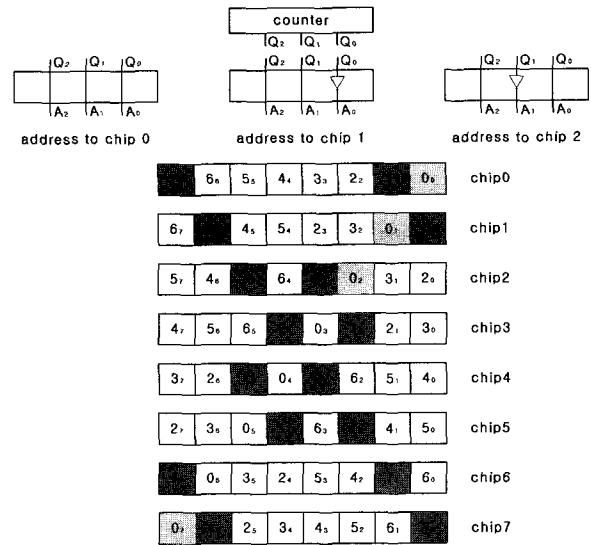 counter
Q₂ Q₁ Q₀
Q₂ Q₁ Q₀ Q₂ Q₁ Q₀ Q₂ Q₁ Q₀
A₂ A₁ A₀ A₂ A₁ A₀ A₂ A₁ A₀
address to chip 0 address to chip 1 address to chip 2
6₆ 5₅ 4₄ 3₃ 2₂ 0₀ chip0
6₇ 4₅ 5₄ 2₃ 3₂ 0₁ chip1
5₇ 4₆ 6₄ 0₂ 3₁ 2₀ chip2
4₇ 5₆ 6₅ 0₃ 2₁ 3₀ chip3
3₇ 2₆ 0₄ 6₂ 5₁ 4₀ chip4
2₇ 3₆ 0₅ 6₃ 4₁ 5₀ chip5
0₆ 3₅ 2₄ 5₃ 4₂ 6₀ chip6
0₇ 2₅ 3₄ 4₃ 5₂ 6₁ chip7